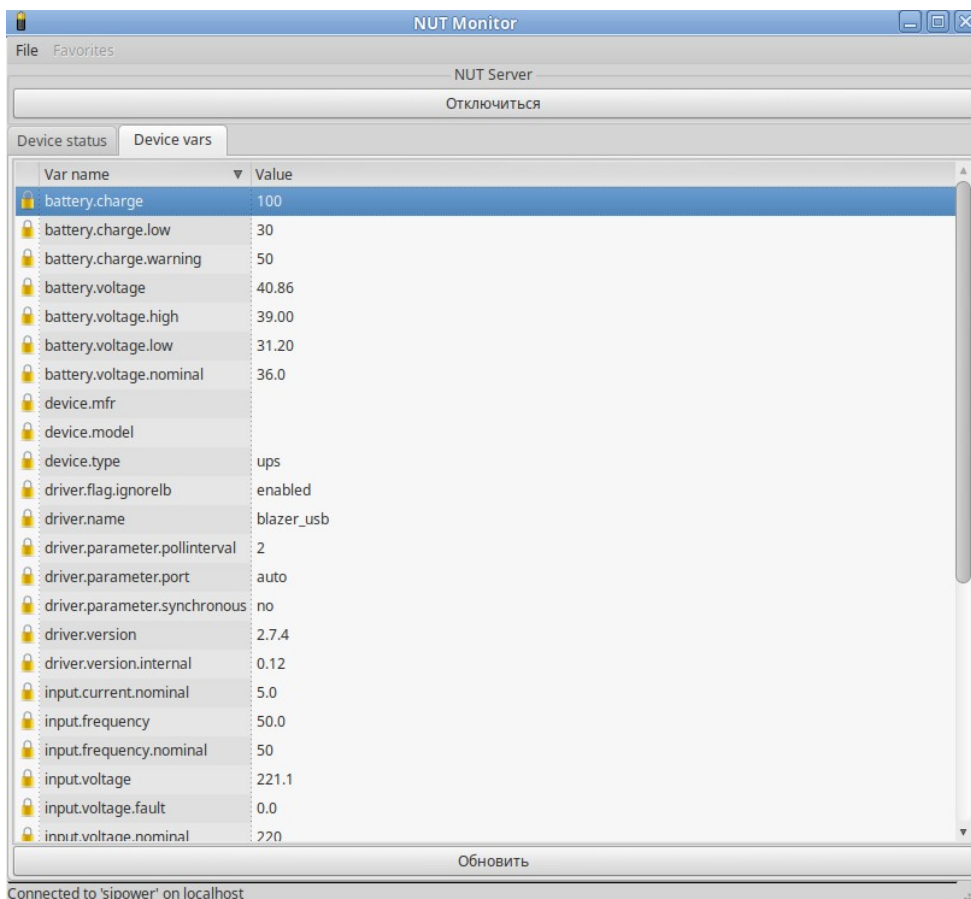 NUT Monitor
File Favorites
NUT Server
Отключиться
Device status Device vars
Var name Value
battery.charge 100
battery.charge.low 30
battery.charge.warning 50
battery.voltage 40.86
battery.voltage.high 39.00
battery.voltage.low 31.20
battery.voltage.nominal 36.0
device.mfr
device.model
device.type ups
driver.flag.ignorelb enabled
driver.name blazer_usb
driver.parameter.pollinterval 2
driver.parameter.port auto
driver.parameter.synchronous no
driver.version 2.7.4
driver.version.internal 0.12
input.current.nominal 5.0
input.frequency 50.0
input.frequency.nominal 50
input.voltage 221.1
input.voltage.fault 0.0
input.voltage.nominal 220
Обновить
Connected to 'sipower' on localhost